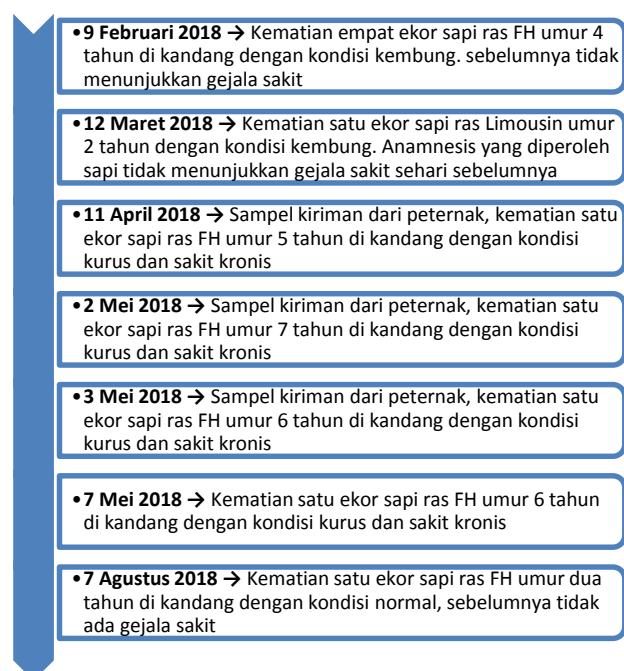 •9 Februari 2018 → Kematian empat ekor sapi ras FH umur 4
tahun di kandang dengan kondisi kembung. sebelumnya tidak
menunjukkan gejala sakit
•12 Maret 2018 → Kematian satu ekor sapi ras Limousin umur
2 tahun dengan kondisi kembung. Anamnesis yang diperoleh
sapi tidak menunjukkan gejala sakit sehari sebelumnya
•11 April 2018 → Sampel kiriman dari peternak, kematian satu
ekor sapi ras FH umur 5 tahun di kandang dengan kondisi
kurus dan sakit kronis
•2 Mei 2018 → Sampel kiriman dari peternak, kematian satu
ekor sapi ras FH umur 7 tahun di kandang dengan kondisi
kurus dan sakit kronis
•3 Mei 2018 → Sampel kiriman dari peternak, kematian satu
ekor sapi ras FH umur 6 tahun di kandang dengan kondisi
kurus dan sakit kronis
•7 Mei 2018 → Kematian satu ekor sapi ras FH umur 6 tahun
di kandang dengan kondisi kurus dan sakit kronis
•7 Agustus 2018 → Kematian satu ekor sapi ras FH umur dua
tahun di kandang dengan kondisi normal, sebelumnya tidak
ada gejala sakit